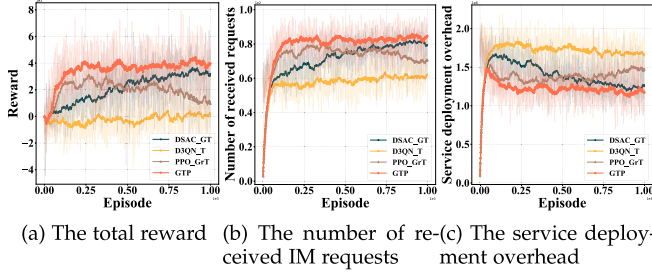 8
6
4
2
0
-2
-4
Reward
0 0.25 0.50 0.75 1.00
Episode
DSAC_GT
D3QN_T
PPO_GrT
GTP
1.0
0.8
0.6
0.4
0.2
0.0
Number of received requests
0 0.25 0.50 0.75 1.00
Episode
DSAC_GT
D3QN_T
PPO_GrT
GTP
2.0
1.5
1.0
0.5
0.0
Service deployment overhead
0 0.25 0.50 0.75 1.00
Episode
DSAC_GT
D3QN_T
PPO_GrT
GTP
(a) The total reward
(b) The number of re-
ceived IM requests
(c) The service deploy-
ment overhead